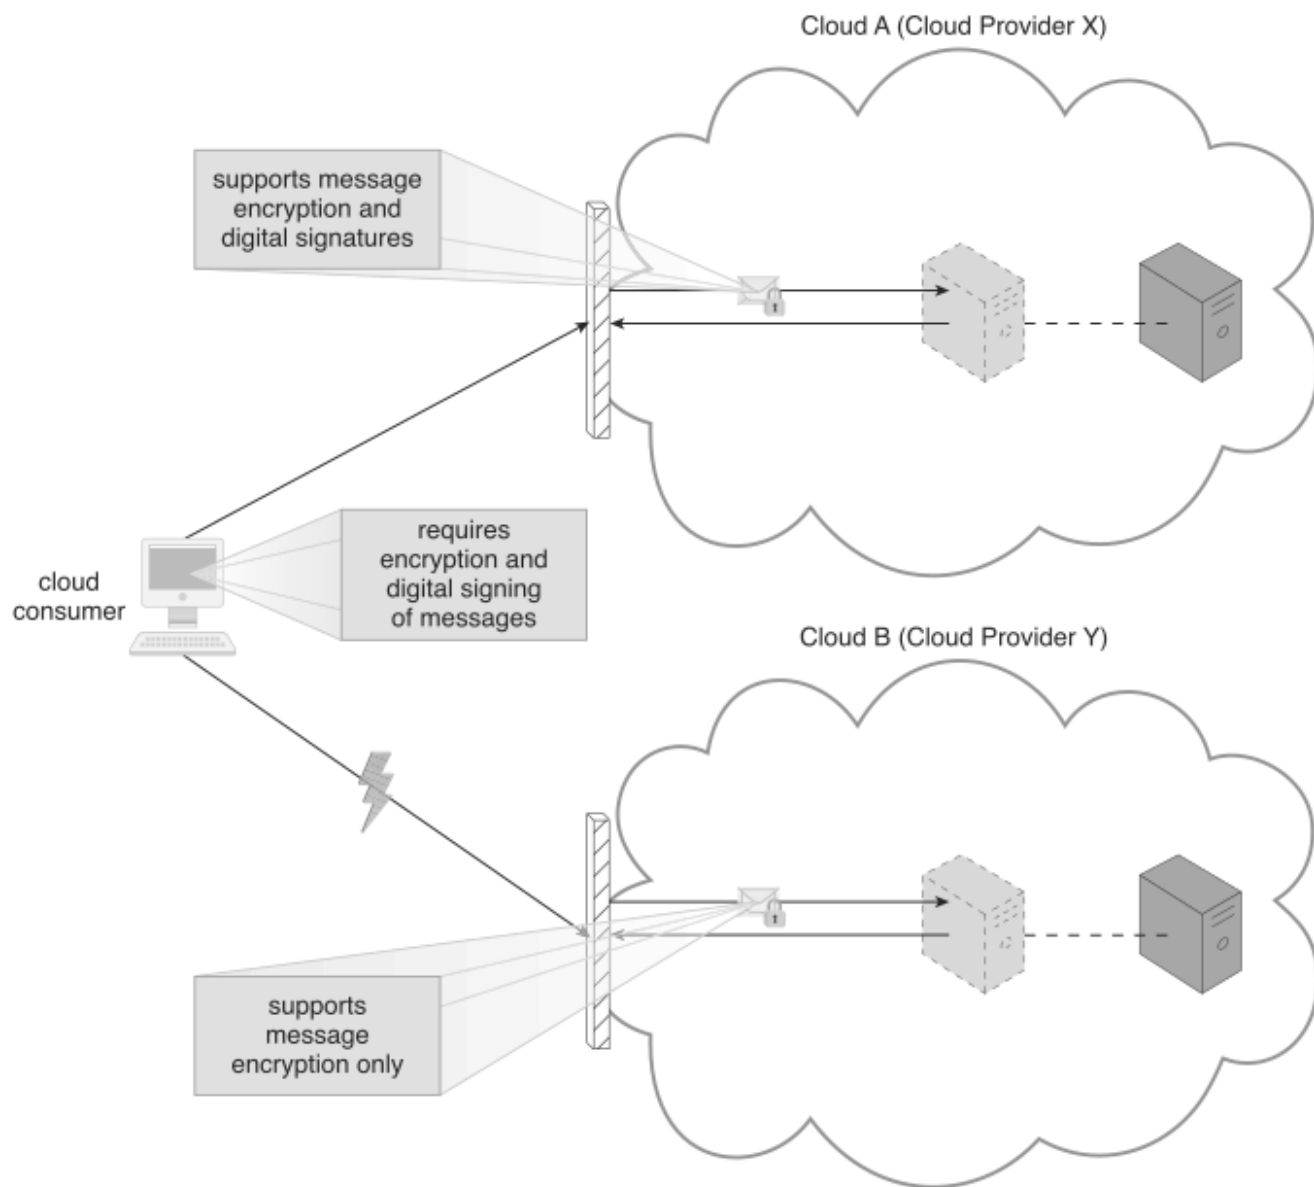 Cloud A (Cloud Provider X)
supports message
encryption and
digital signatures
requires
encryption and
digital signing
of messages
cloud
consumer
Cloud B (Cloud Provider Y)
supports
message
encryption only